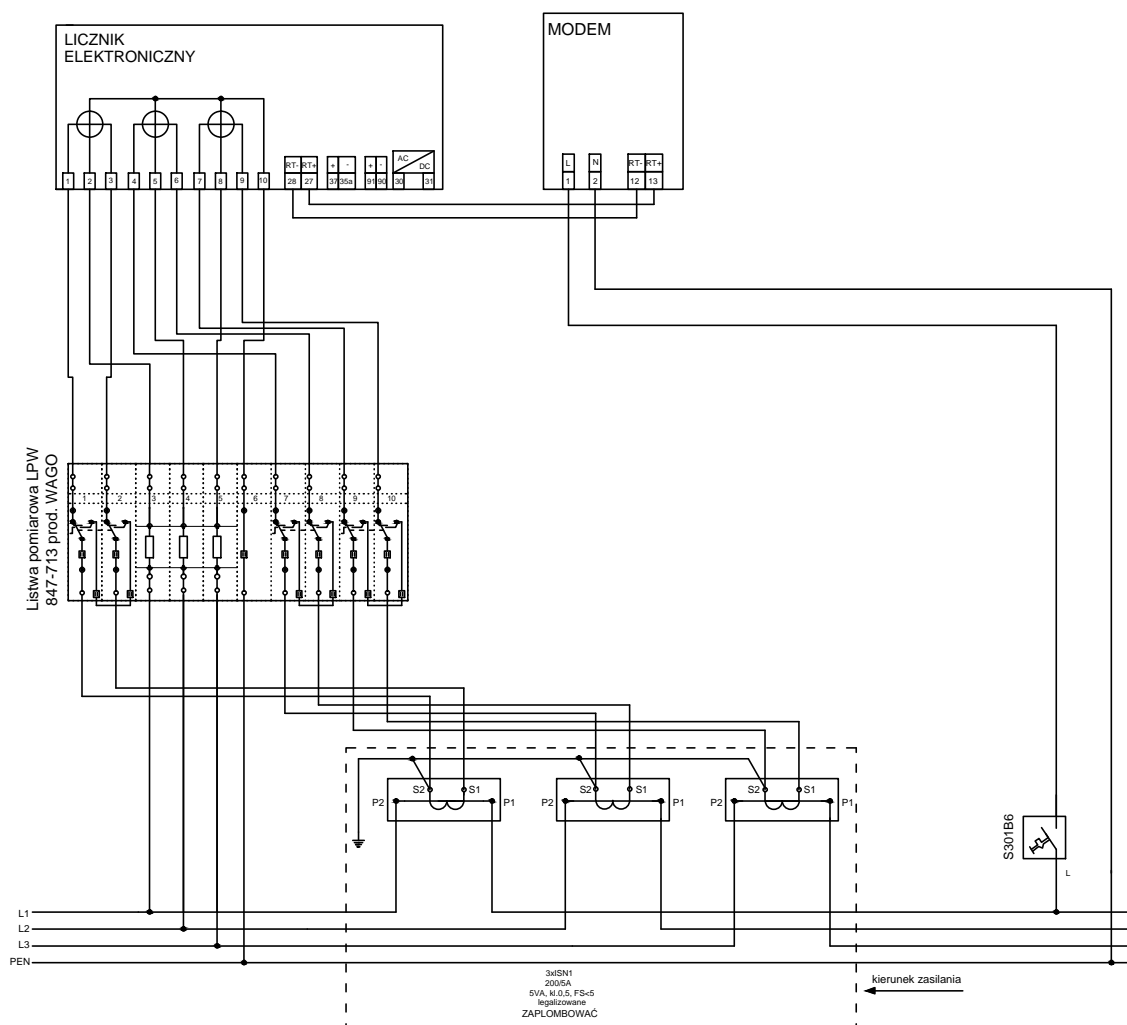 LICZNIK
ELEKTRONICZNY
MODEM
AC
DC
RT- RT+ + - + -
1 2 3 4 5 6 7 8 9 10 28 27 37 35a 91 90 30 31
L N RT- RT+
1 2 12 13
Listwa pomiarowa LPW
847-713 prod. WAGO
1 2 3 4 5 6 7 8 9 10
S2 S1 S2 S1 S2 S1
P2 P1 P2 P1 P2 P1
S301B6
L
L1
L2
L3
PEN
3xISN1
200/5A
5VA, kl.0,5, FS<5
legalizowane
ZAPLOMBOWAĆ
kierunek zasilania